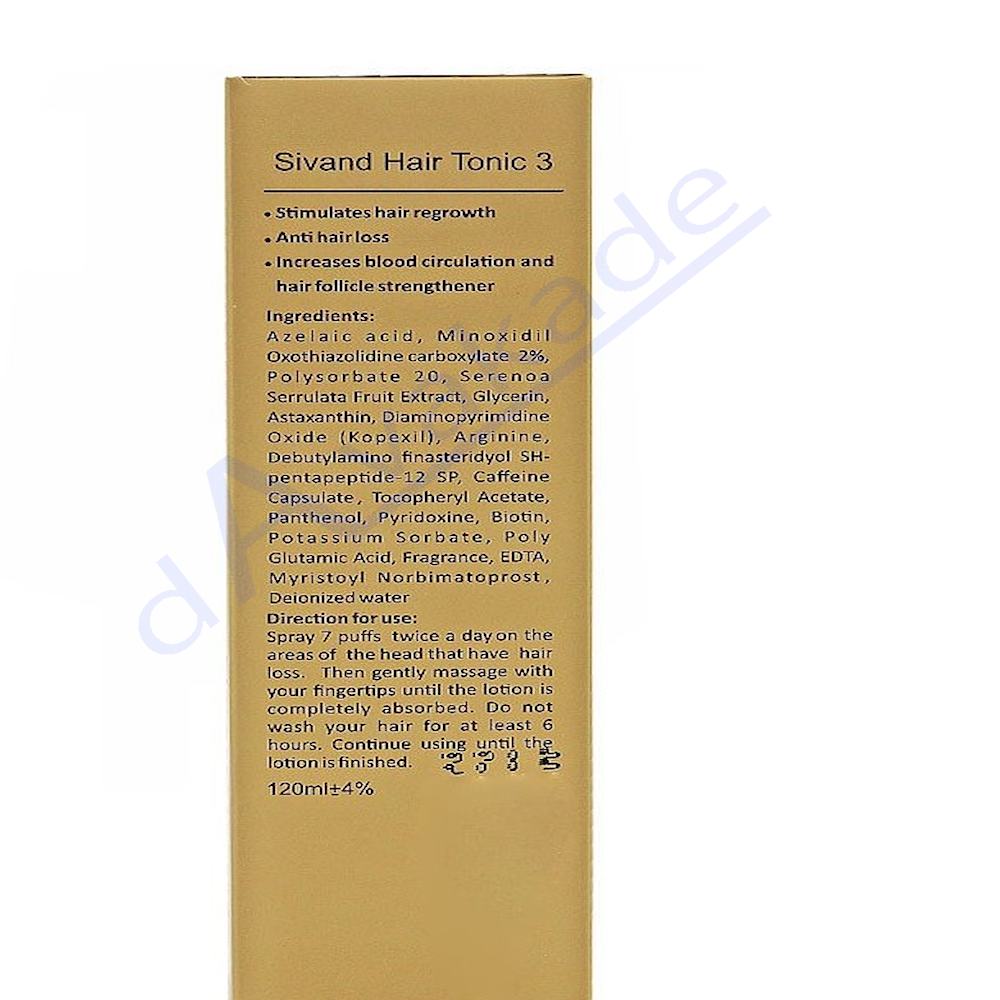 Sivand Hair Tonic 3
• Stimulates hair regrowth
• Anti hair loss
• Increases blood circulation and
hair follicle strengthener
Ingredients:
Azelaic acid, Minoxidil
Oxothiazolidine carboxylate 2%,
Polysorbate 20, Serenoa
Serrulata Fruit Extract, Glycerin,
Astaxanthin, Diaminopyrimidine
Oxide (Kopexil), Arginine,
Debutylamino finasteridyol SH-
pentapeptide-12 SP, Caffeine
Capsulate, Tocopheryl Acetate,
Panthenol, Pyridoxine, Biotin,
Potassium Sorbate, Poly
Glutamic Acid, Fragrance, EDTA,
Myristoyl Norbimatoprost,
Deionized water
Direction for use:
Spray 7 puffs twice a day on the
areas of the head that have hair
loss. Then gently massage with
your fingertips until the lotion is
completely absorbed. Do not
wash your hair for at least 6
hours. Continue using until the
lotion is finished.
120ml±4%